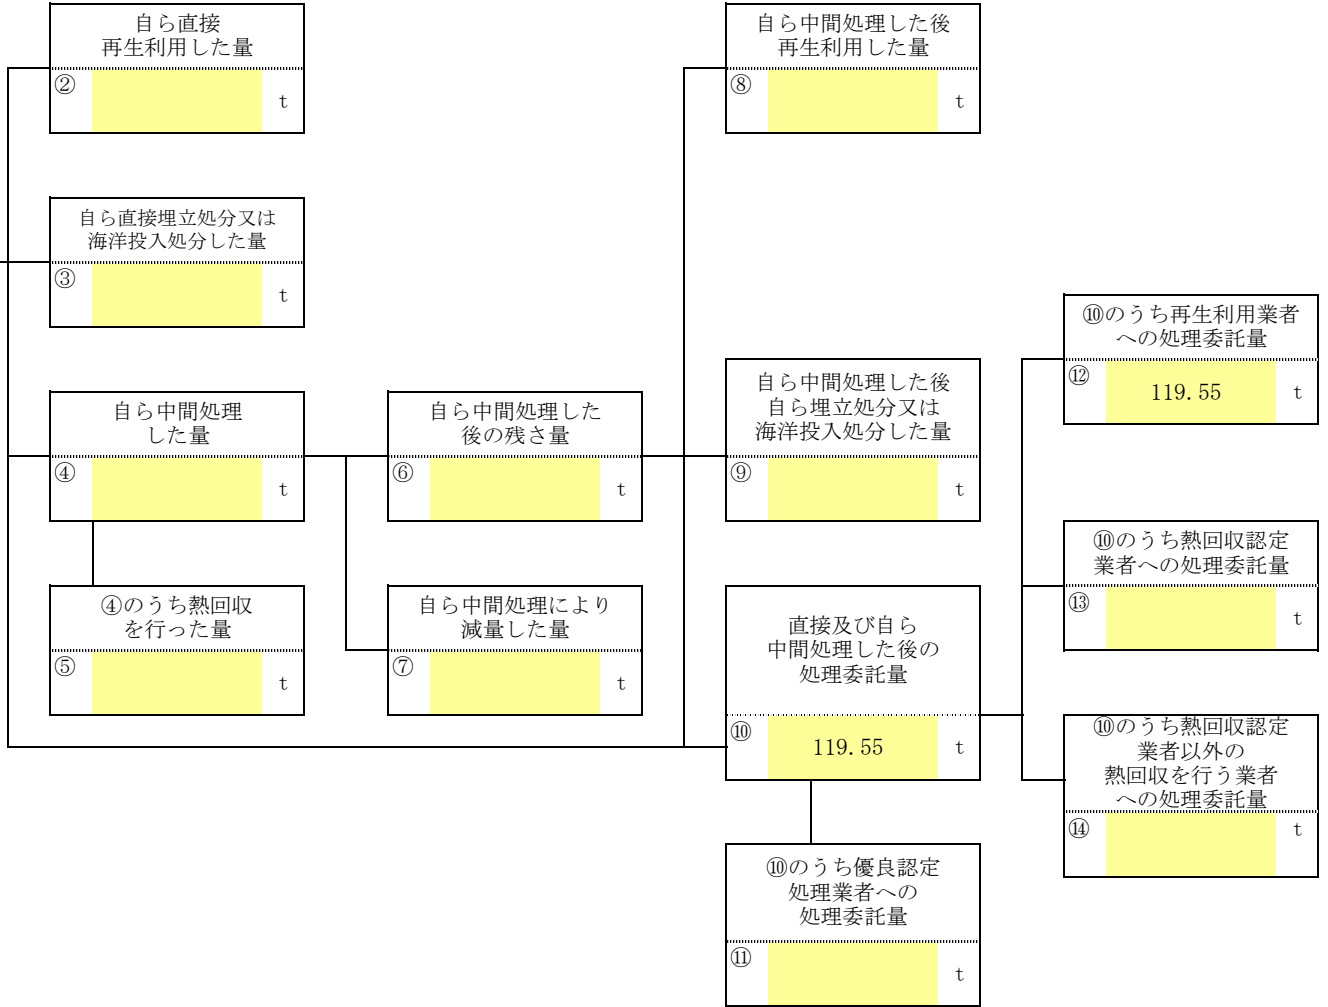 自ら直接
再生利用した量
②
t
自ら中間処理した後
再生利用した量
⑧
t
自ら直接埋立処分又は
海洋投入処分した量
③
t
⑩のうち再生利用業者
への処理委託量
⑫
119.55
t
自ら中間処理
した量
④
t
自ら中間処理した
後の残さ量
⑥
t
自ら中間処理した後
自ら埋立処分又は
海洋投入処分した量
⑨
t
⑩のうち熱回収認定
業者への処理委託量
⑬
t
④のうち熱回収
を行った量
⑤
t
自ら中間処理により
減量した量
⑦
t
直接及び自ら
中間処理した後の
処理委託量
⑩
119.55
t
⑩のうち熱回収認定
業者以外の
熱回収を行う業者
への処理委託量
⑭
t
⑩のうち優良認定
処理業者への
処理委託量
⑪
t